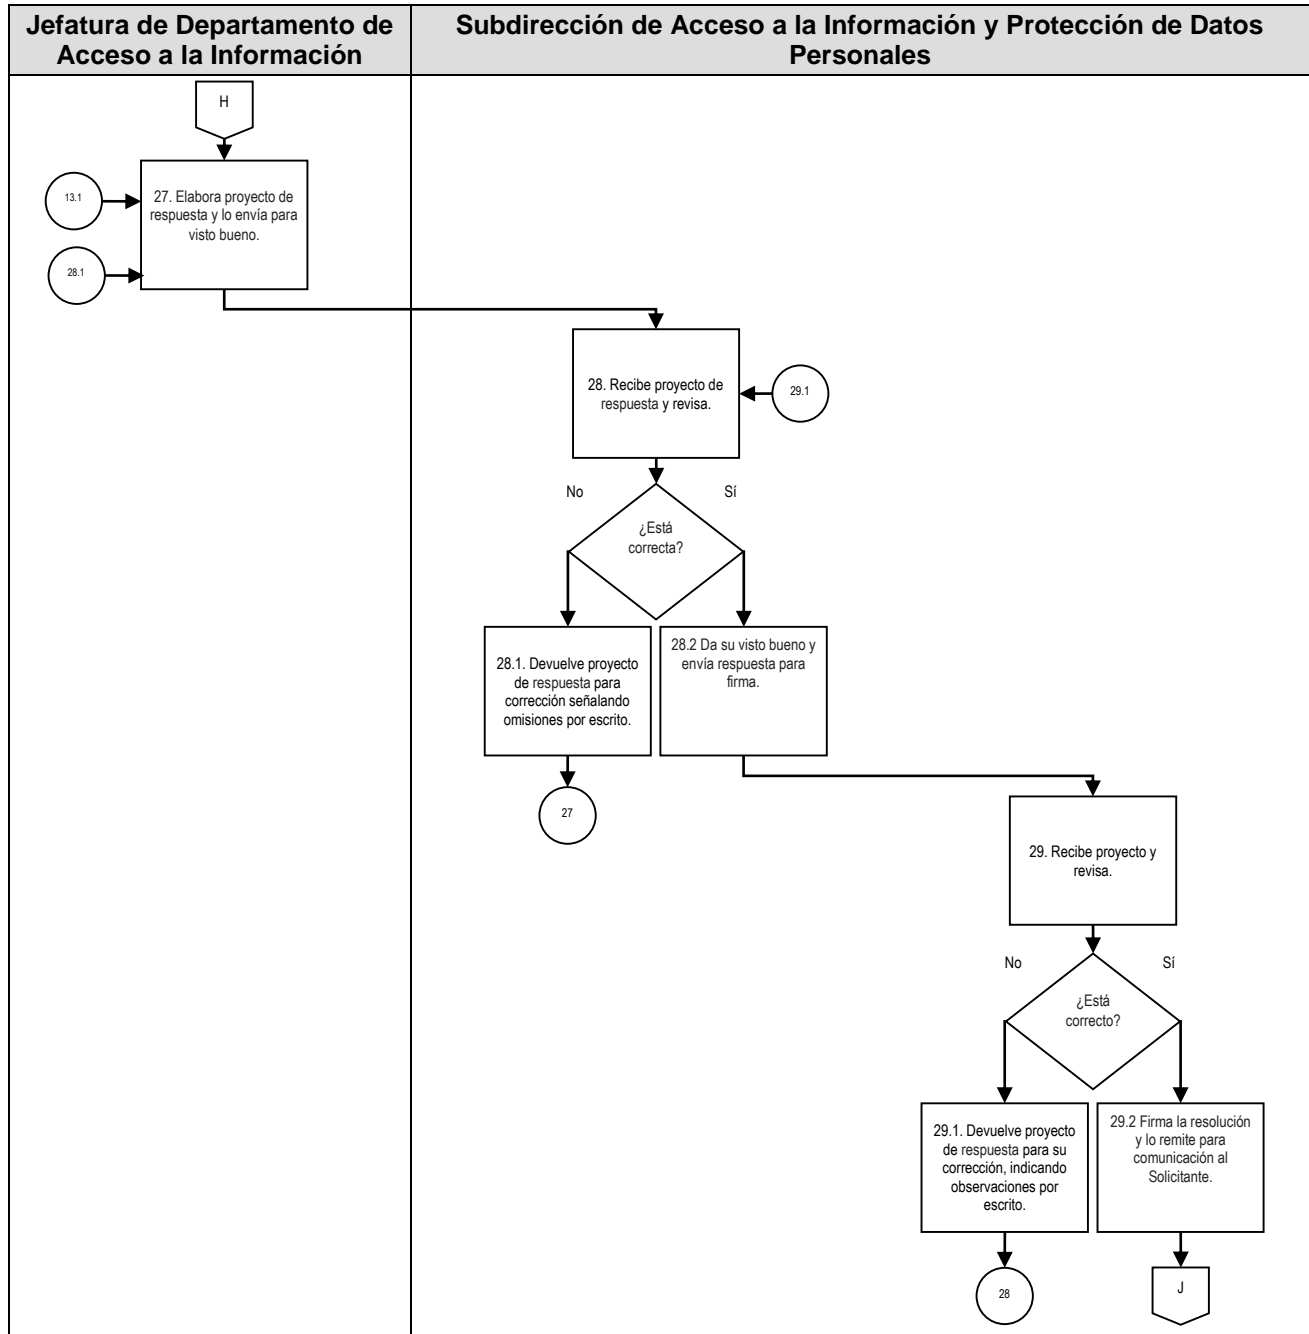 Jefatura de Departamento de
Acceso a la Información
Subdirección de Acceso a la Información y Protección de Datos
Personales
H
13.1
27. Elabora proyecto de
respuesta y lo envía para
visto bueno.
28.1
28. Recibe proyecto de
respuesta y revisa.
29.1
No
Sí
¿Está
correcta?
28.1. Devuelve proyecto
de respuesta para
corrección señalando
omisiones por escrito.
28.2 Da su visto bueno y
envía respuesta para
firma.
27
29. Recibe proyecto y
revisa.
No
Sí
¿Está
correcto?
29.1. Devuelve proyecto
de respuesta para su
corrección, indicando
observaciones por
escrito.
29.2 Firma la resolución
y lo remite para
comunicación al
Solicitante.
28
J